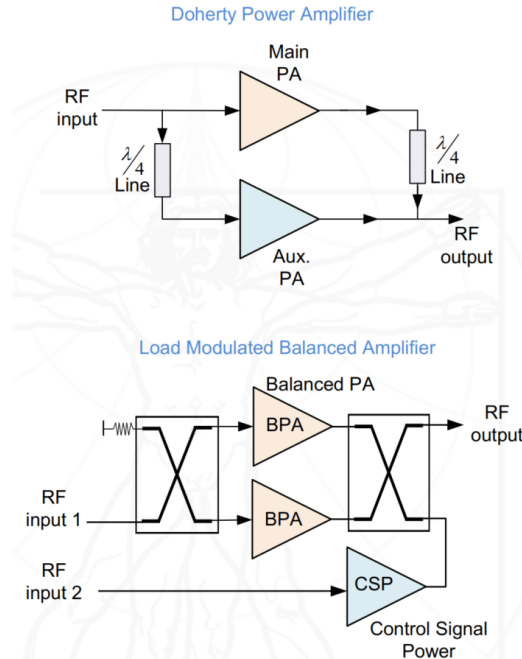 Doherty Power Amplifier
Main
PA
RF
input
λ/4
Line
λ/4
Line
Aux.
PA
RF
output
Load Modulated Balanced Amplifier
Balanced PA
BPA
RF
output
BPA
RF
input 1
RF
input 2
CSP
Control Signal
Power